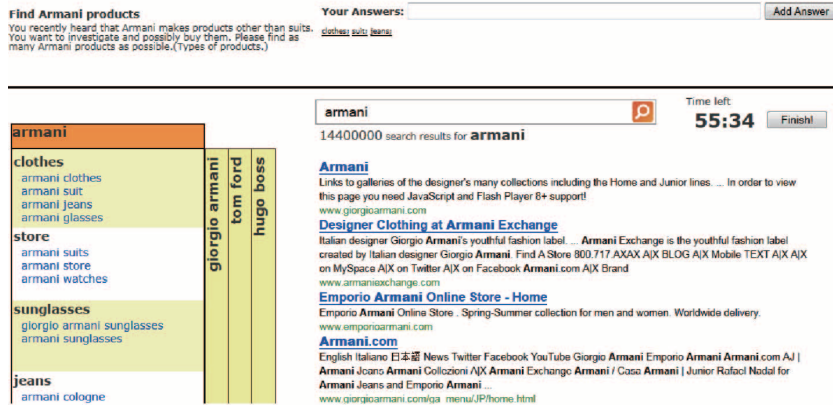 Find Armani products
You recently heard that Armani makes products other than suits.
You want to investigate and possibly buy them. Please find as
many Armani products as possible.(Types of products.)
Your Answers:
Add Answer
clothes; suit; jeans;
armani
14400000 search results for armani
Time left
55:34
Finish!
armani
clothes
armani clothes
armani suit
armani jeans
armani glasses
store
armani suits
armani store
armani watches
sunglasses
giorgio armani sunglasses
armani sunglasses
jeans
armani cologne
giorgio armani
tom ford
hugo boss
Armani
Links to galleries of the designer's many collections including the Home and Junior lines. ... In order to view
this page you need JavaScript and Flash Player 8+ support!
www.giorgioarmani.com
Designer Clothing at Armani Exchange
Italian designer Giorgio Armani's youthful fashion label. ... Armani Exchange is the youthful fashion label
created by Italian designer Giorgio Armani. Find A Store 800.717.AXAX A|X BLOG A|X Mobile TEXT A|X A|X
on MySpace A|X on Twitter A|X on Facebook Armani.com A|X Brand
www.armaniexchange.com
Emporio Armani Online Store - Home
Emporio Armani Online Store . Spring-Summer collection for men and women. Worldwide delivery.
www.emporioarmani.com
Armani.com
English Italiano 日本語 News Twitter Facebook YouTube Giorgio Armani Emporio Armani Armani.com AJ |
Armani Jeans Armani Collezioni A|X Armani Exchange Armani / Casa Armani | Junior Rafael Nadal for
Armani Jeans and Emporio Armani ...
www.giorgioarmani.com/ga_menu/JP/home.html